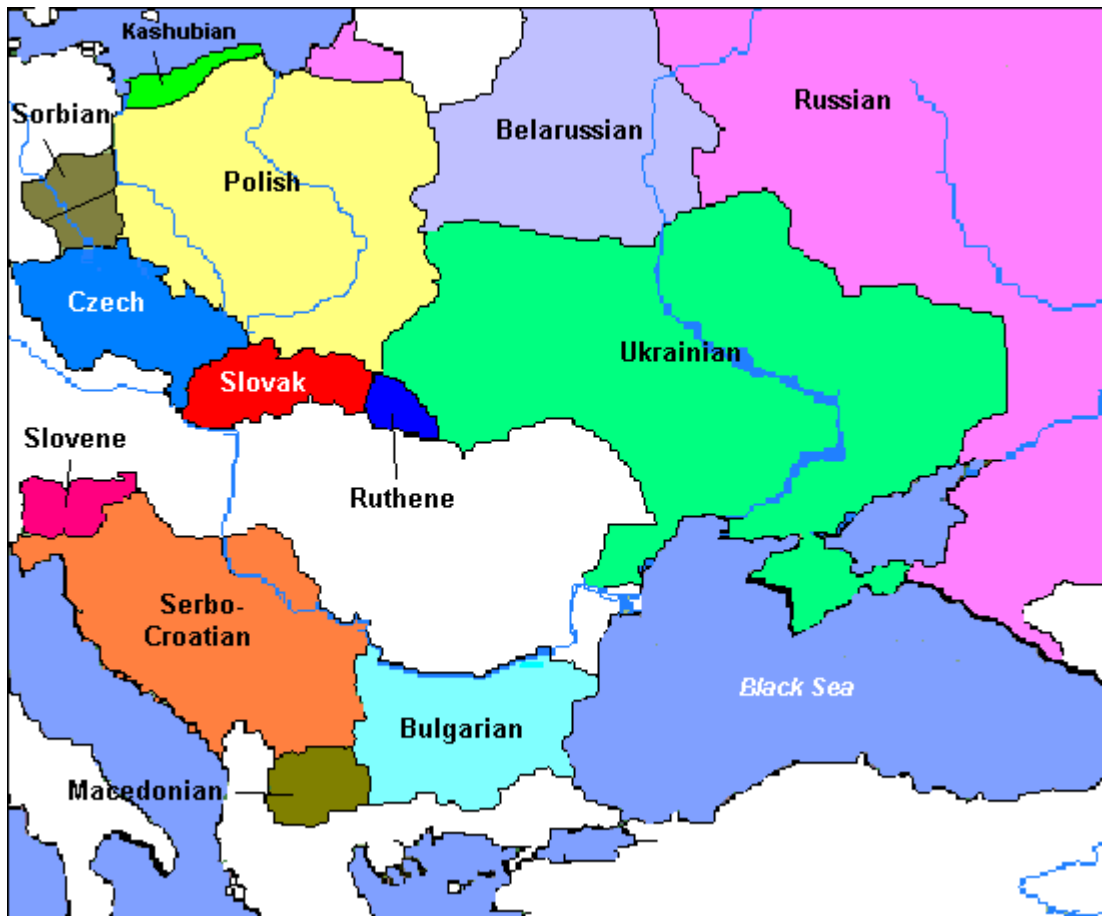 Kashubian
Sorbian
Russian
Belarussian
Polish
Czech
Ukrainian
Slovak
Slovene
Ruthene
Serbo-
Croatian
Black Sea
Bulgarian
Macedonian